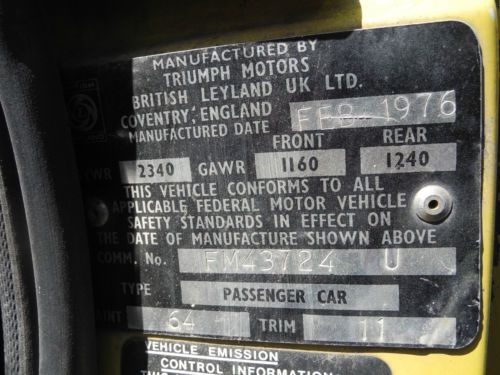 MANUFACTURED BY
TRIUMPH MOTORS
BRITISH LEYLAND UK LTD.
COVENTRY, ENGLAND
MANUFACTURED DATE FEB 1976
FRONT REAR
2340 GAWR 1160 1240
THIS VEHICLE CONFORMS TO ALL
APPLICABLE FEDERAL MOTOR VEHICLE
SAFETY STANDARDS IN EFFECT ON
THE DATE OF MANUFACTURE SHOWN ABOVE
COMM. No. FM43724 U
TYPE PASSENGER CAR
64 TRIM 11
VEHICLE EMISSION
CONTROL INFORMATION